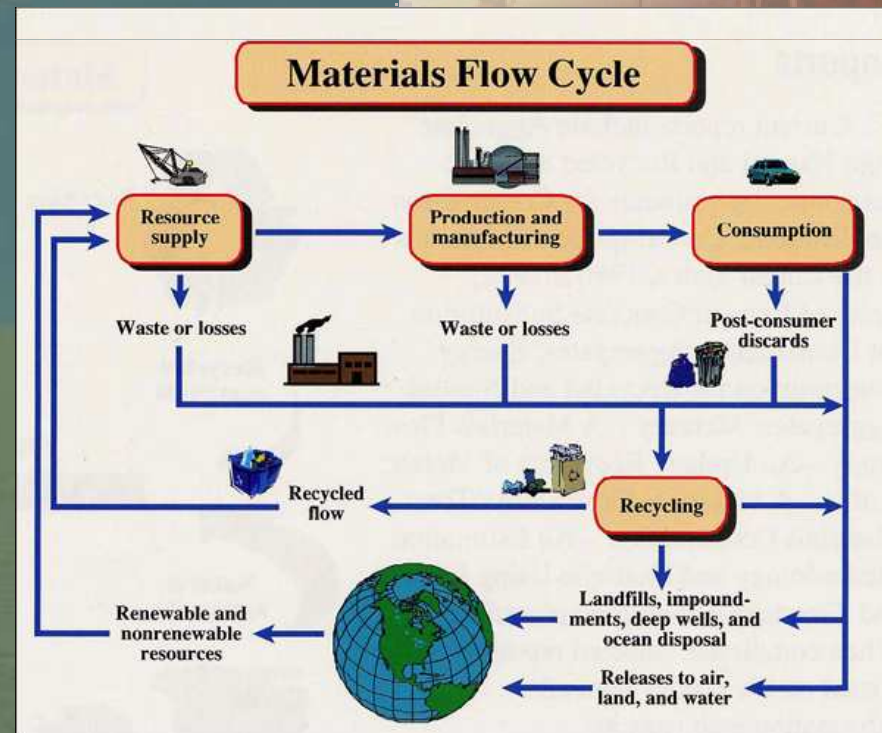 Materials Flow Cycle
Resource
supply
Production and
manufacturing
Consumption
Waste or losses
Waste or losses
Post-consumer
discards
Recycled
flow
Recycling
Renewable and
nonrenewable
resources
Landfills, impound-
ments, deep wells, and
ocean disposal
Releases to air,
land, and water